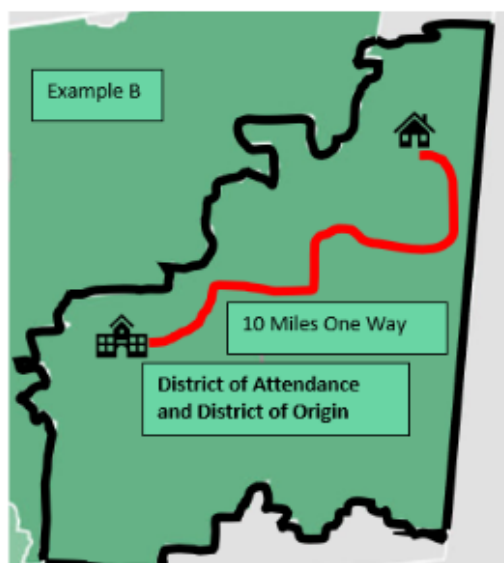 Example B
10 Miles One Way
District of Attendance
and District of Origin